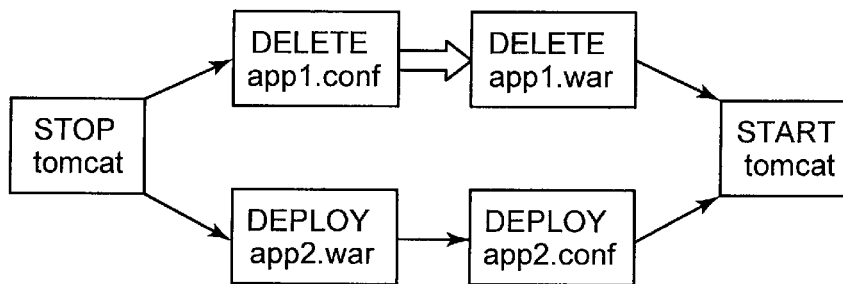 STOP
tomcat
DELETE
app1.conf
DELETE
app1.war
DEPLOY
app2.war
DEPLOY
app2.conf
START
tomcat